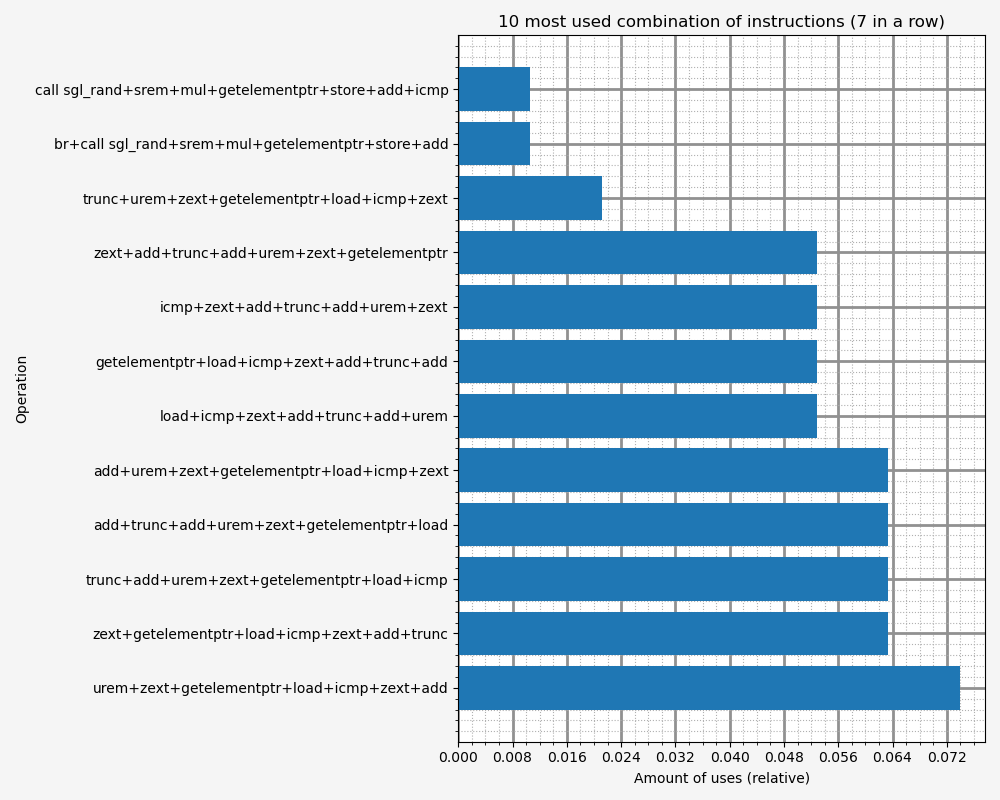 10 most used combination of instructions (7 in a row)
call sgl_rand+srem+mul+getelementptr+store+add+icmp
br+call sgl_rand+srem+mul+getelementptr+store+add
trunc+urem+zext+getelementptr+load+icmp+zext
zext+add+trunc+add+urem+zext+getelementptr
icmp+zext+add+trunc+add+urem+zext
getelementptr+load+icmp+zext+add+trunc+add
load+icmp+zext+add+trunc+add+urem
add+urem+zext+getelementptr+load+icmp+zext
add+trunc+add+urem+zext+getelementptr+load
trunc+add+urem+zext+getelementptr+load+icmp
zext+getelementptr+load+icmp+zext+add+trunc
urem+zext+getelementptr+load+icmp+zext+add
Operation
0.000 0.008 0.016 0.024 0.032 0.040 0.048 0.056 0.064 0.072
Amount of uses (relative)